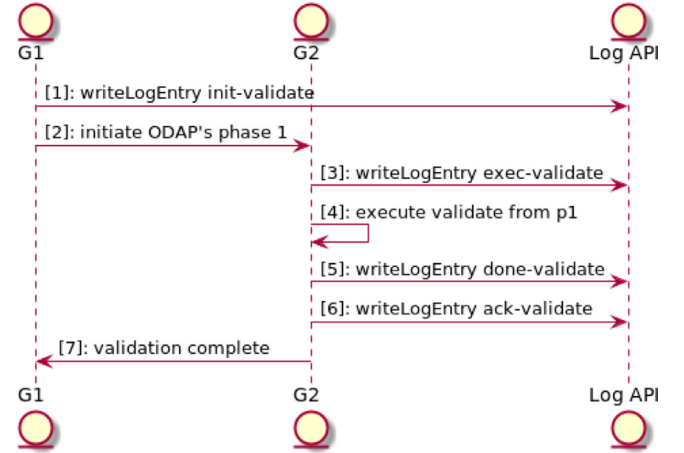 G1 G2 Log API
[1]: writeLogEntry init-validate
[2]: initiate ODAP's phase 1
[3]: writeLogEntry exec-validate
[4]: execute validate from p1
[5]: writeLogEntry done-validate
[6]: writeLogEntry ack-validate
[7]: validation complete
G1 G2 Log API